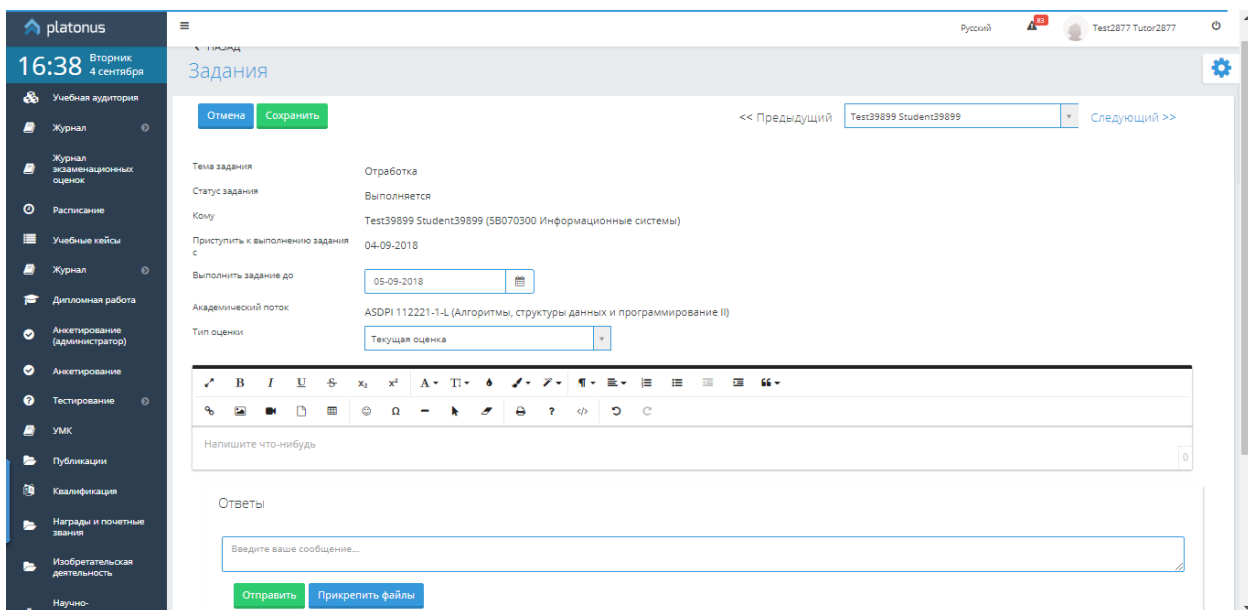 platonus
Русский
83
Test2877 Tutor2877
16:38 Вторник
4 сентября
НАЗАД
Задания
Учебная аудитория
Журнал
Журнал
экзаменационных
оценок
Расписание
Учебные кейсы
Журнал
Дипломная работа
Анкетирование
(администратор)
Анкетирование
Тестирование
УМК
Публикации
Квалификация
Награды и почетные
звания
Изобретательская
деятельность
Научно-
Отмена Сохранить
<< Предыдущий Test39899 Student39899 Следующий >>
Тема задания Отработка
Статус задания Выполняется
Кому Test39899 Student39899 (5B070300 Информационные системы)
Приступить к выполнению задания
с 04-09-2018
Выполнить задание до 05-09-2018
Академический поток ASDPI 112221-1-L (Алгоритмы, структуры данных и программирование II)
Тип оценки Текущая оценка
Напишите что-нибудь
0
Ответы
Введите ваше сообщение...
Отправить Прикрепить файлы